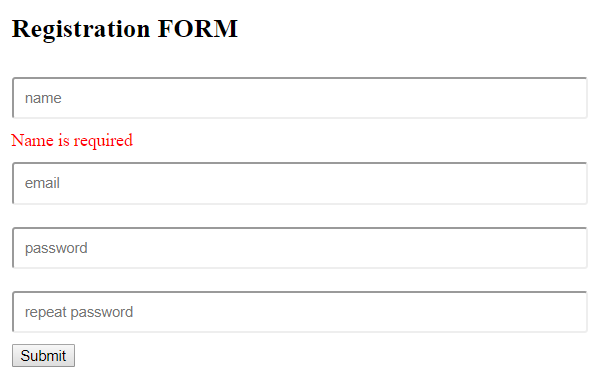 Registration FORM
name
Name is required
email
password
repeat password
Submit